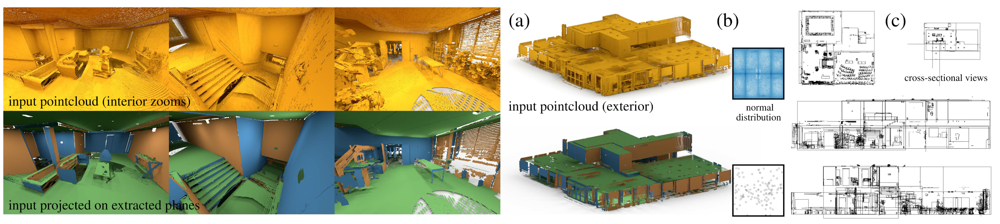 input pointcloud (interior zooms)
input projected on extracted planes
(a)
input pointcloud (exterior)
(b)
normal
distribution
(c)
cross-sectional views